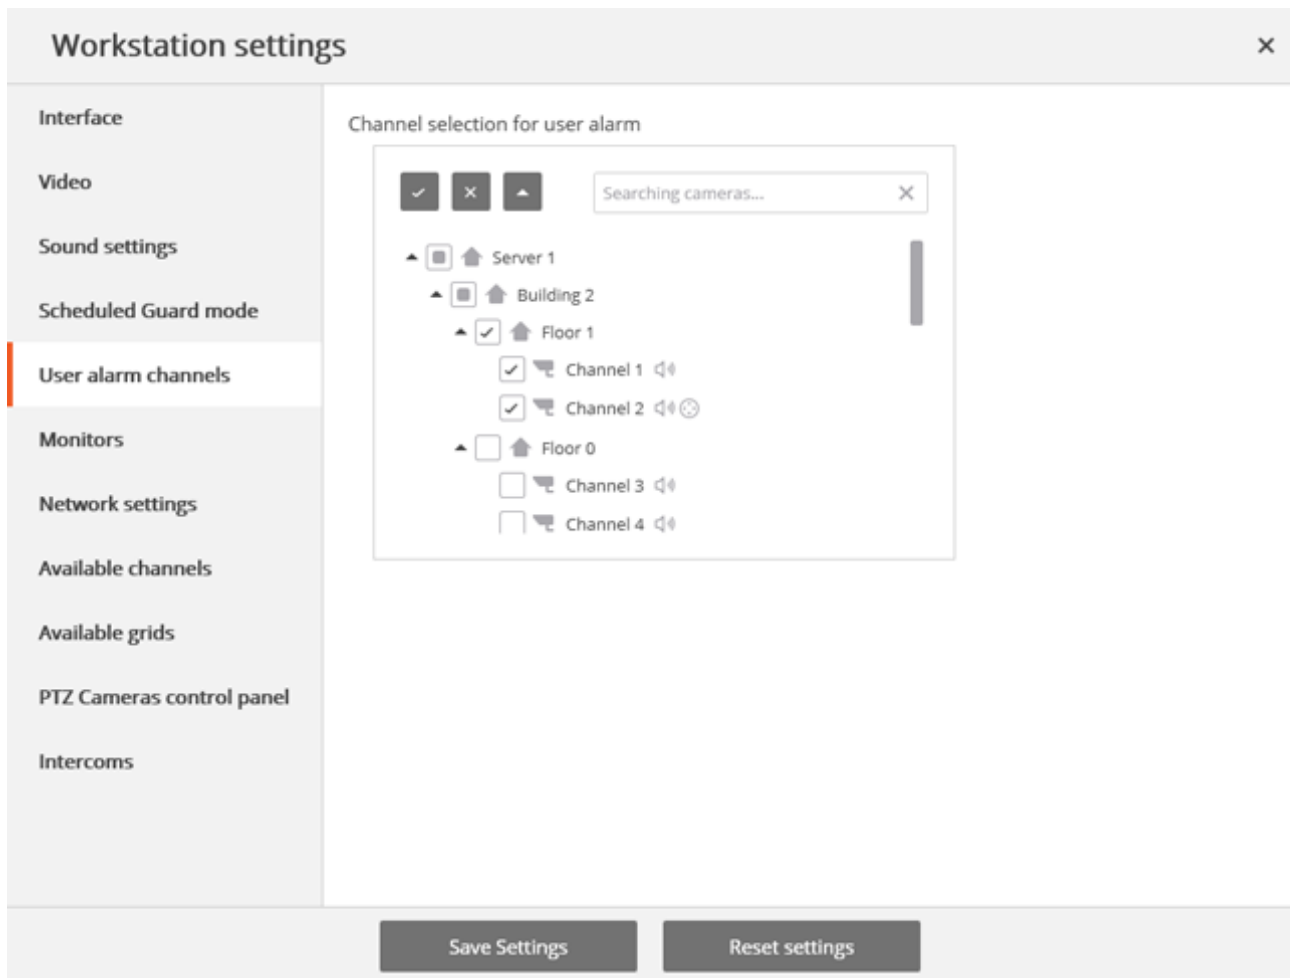 Workstation settings
Interface
Video
Sound settings
Scheduled Guard mode
User alarm channels
Monitors
Network settings
Available channels
Available grids
PTZ Cameras control panel
Intercoms
Channel selection for user alarm
Searching cameras...
Server 1
Building 2
Floor 1
Channel 1
Channel 2
Floor 0
Channel 3
Channel 4
Save Settings
Reset settings